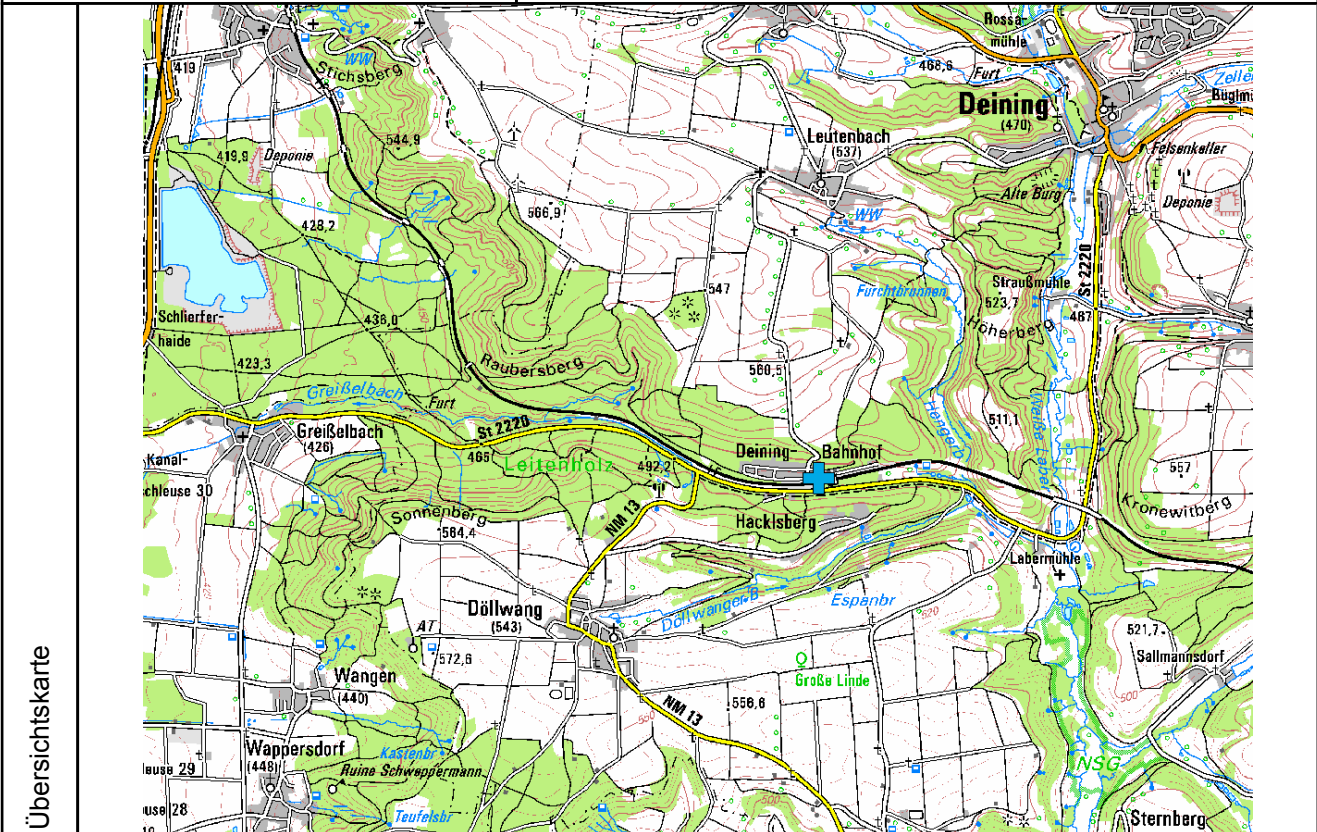 Übersichtskarte
Rossa-
mühle
WW
Stichsberg
419
468,6
Furt
Zeller
Deining
(470)
544,9
Leutenbach
(537)
Felsenkeller
419,9
Deponie
Alte Burg
Deponie
566,9
WW
428,2
St 2220
Furchtbrunnen
Straußmühle
547
523,7
467
Schlierfer-
haide
436,0
Höherberg
423,3
Raubersberg
560,5
Greißelbach
Furt
511,1
Weiße Laber
St 2220
Greißelbach
(426)
465
Leitenholz
492,2
Deining-
Bahnhof
Kanal-
schleuse 30
557
Kronewitberg
Sonnenberg
564,4
NM 13
Hacklsberg
Labermühle
Döllwang
(543)
Döllwanger B
Espanbr
520
AT
572,6
521,7
Sallmannsdorf
Wangen
(440)
Große Linde
500
550
NM 13
556,6
Wappersdorf
(448)
Kastenbr
Ruine Schweppermann
NSG
leuse 29
500
use 28
Teufelsbr
Sternberg